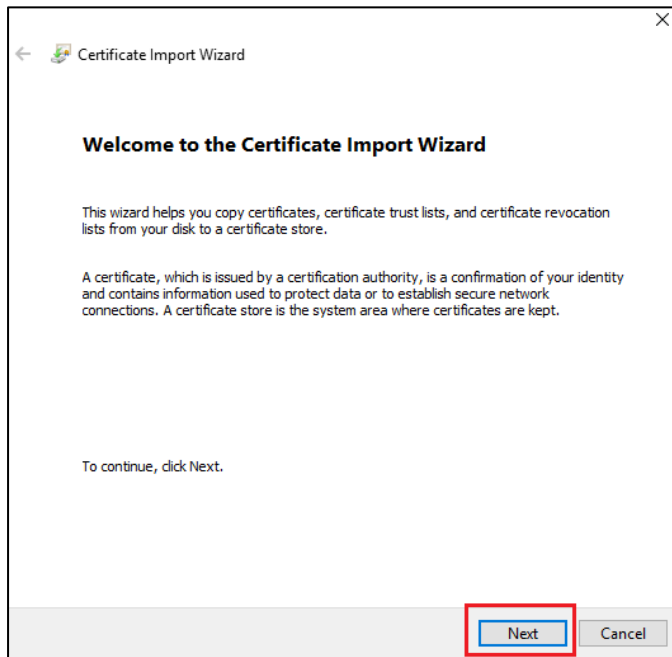 Certificate Import Wizard
Welcome to the Certificate Import Wizard
This wizard helps you copy certificates, certificate trust lists, and certificate revocation
lists from your disk to a certificate store.
A certificate, which is issued by a certification authority, is a confirmation of your identity
and contains information used to protect data or to establish secure network
connections. A certificate store is the system area where certificates are kept.
To continue, click Next.
Next
Cancel